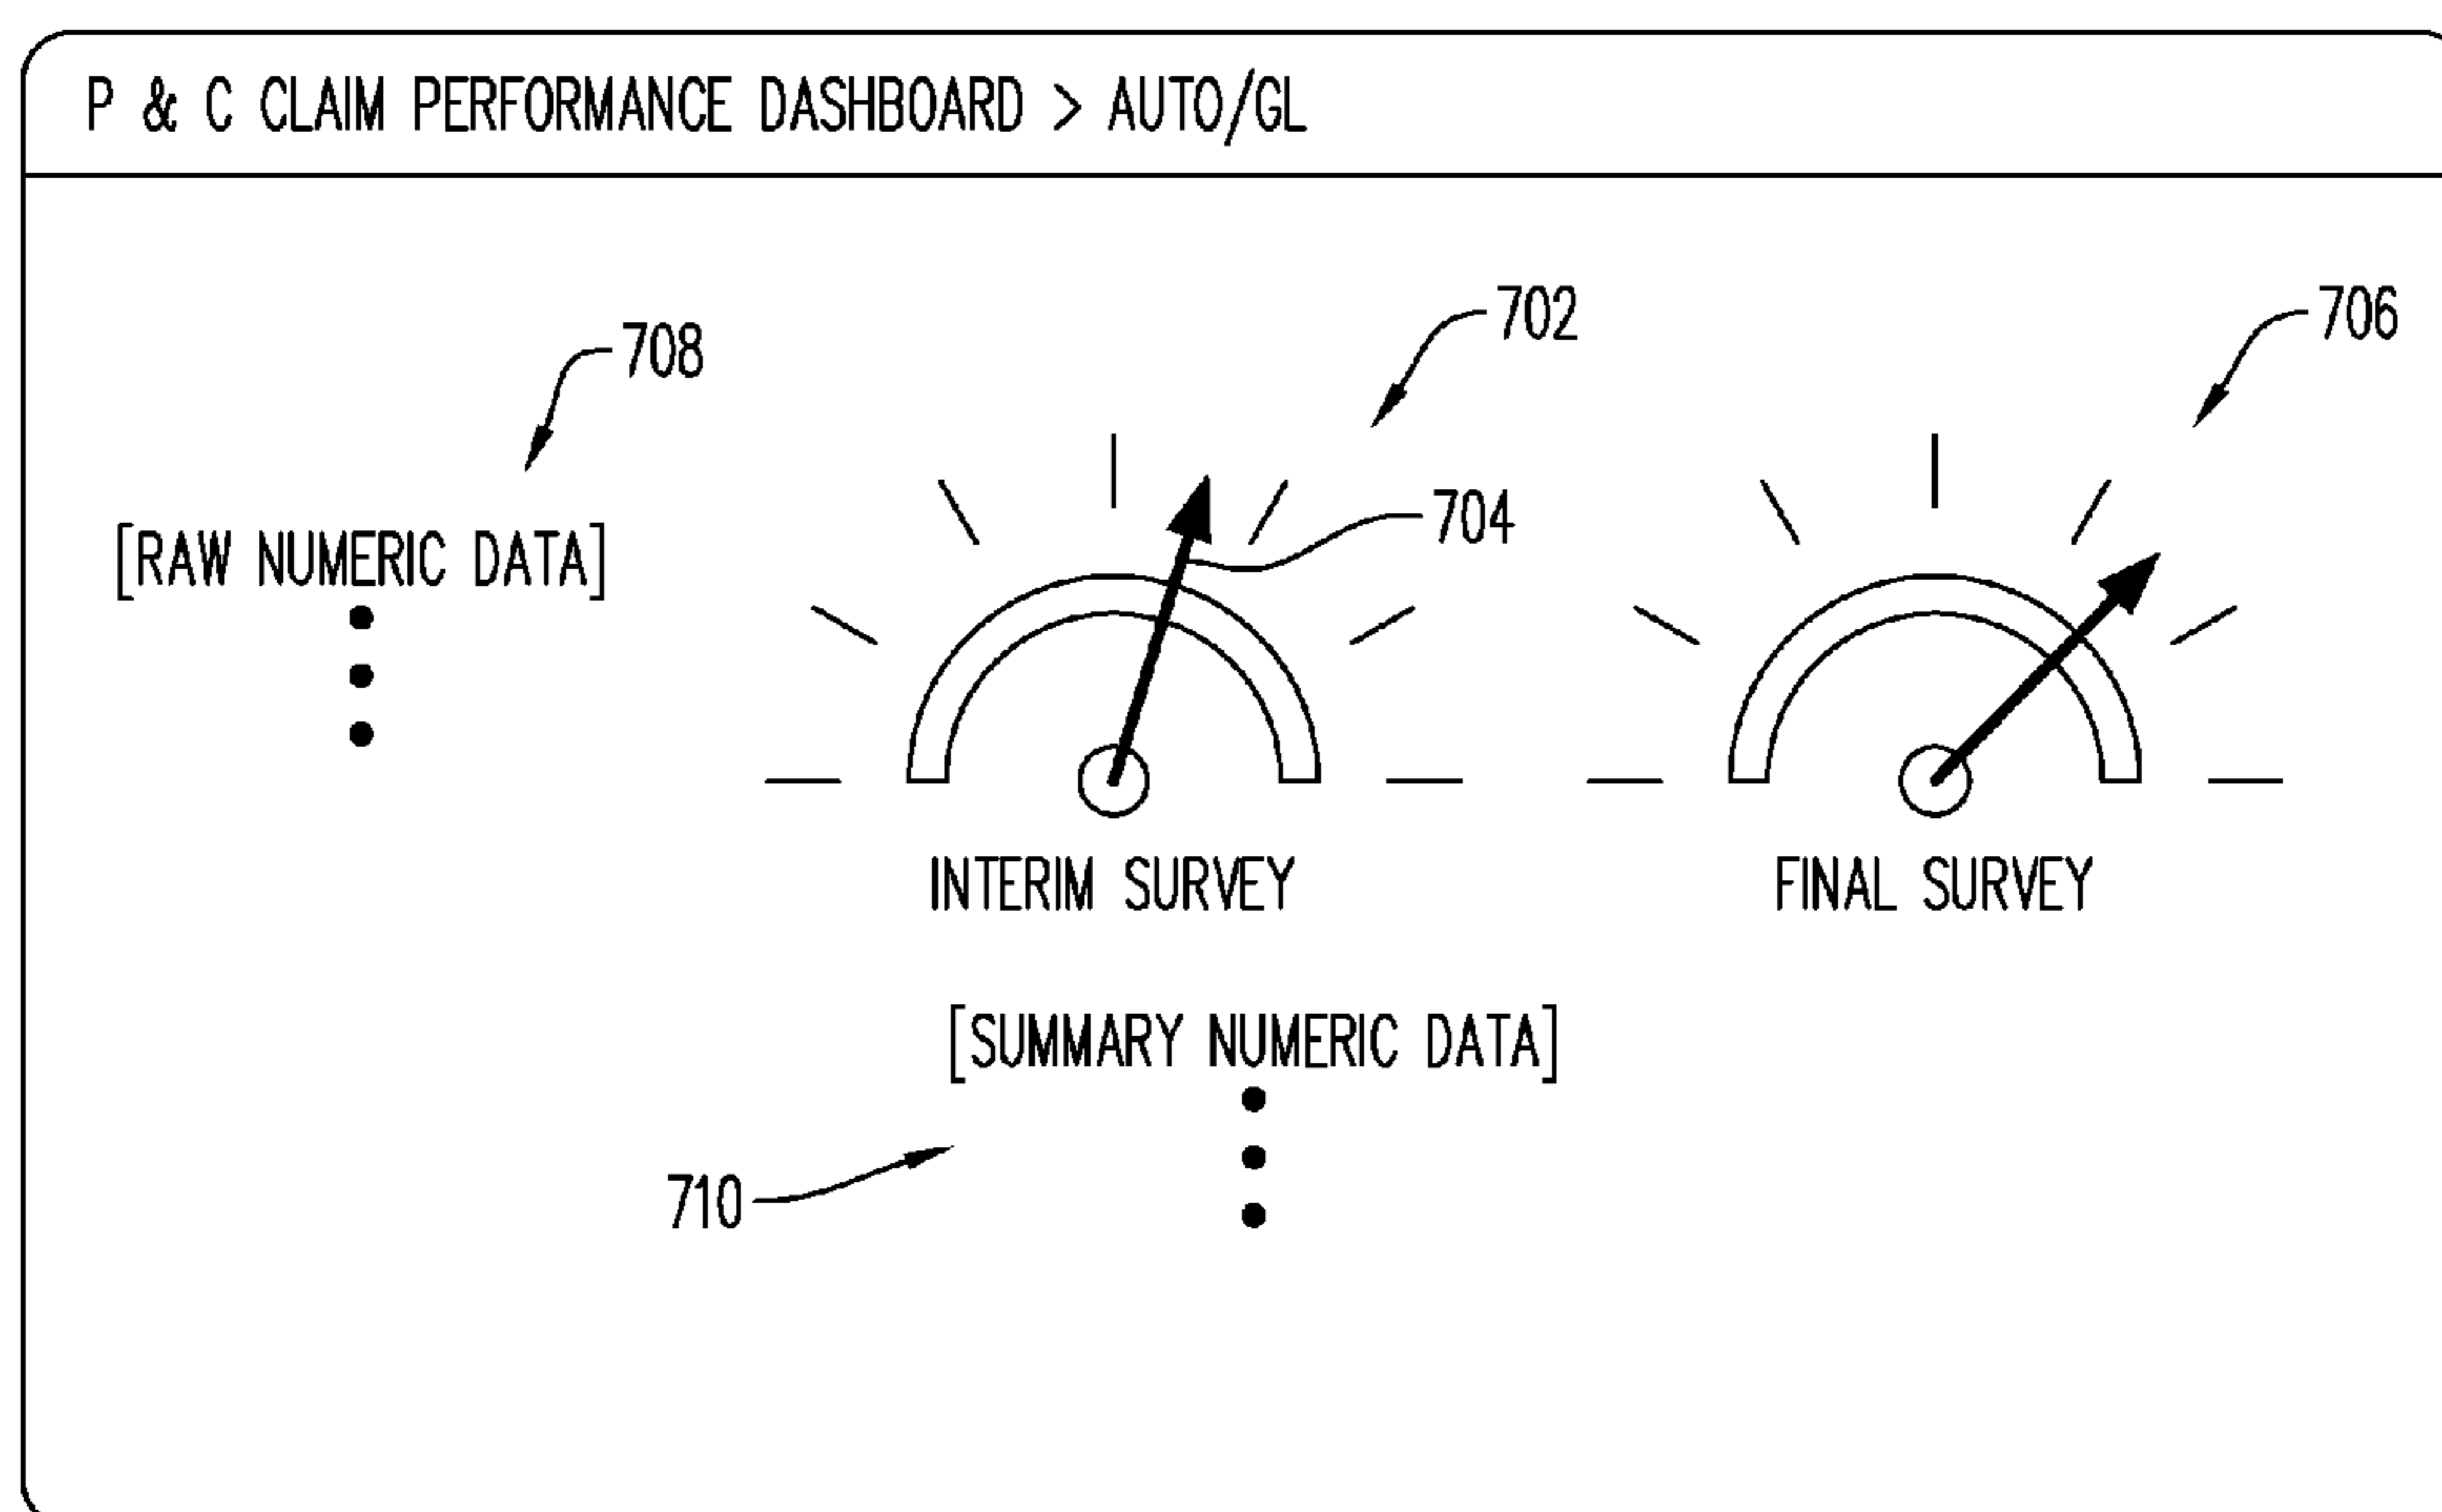 P & C CLAIM PERFORMANCE DASHBOARD > AUTO/GL
708
702
706
704
[RAW NUMERIC DATA]
INTERIM SURVEY
FINAL SURVEY
[SUMMARY NUMERIC DATA]
710